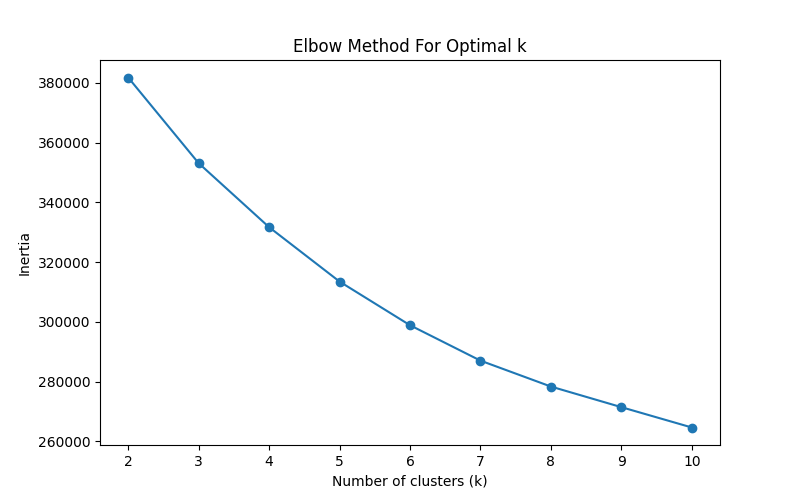 Elbow Method For Optimal k
380000
360000
340000
320000
300000
280000
260000
Inertia
2 3 4 5 6 7 8 9 10
Number of clusters (k)